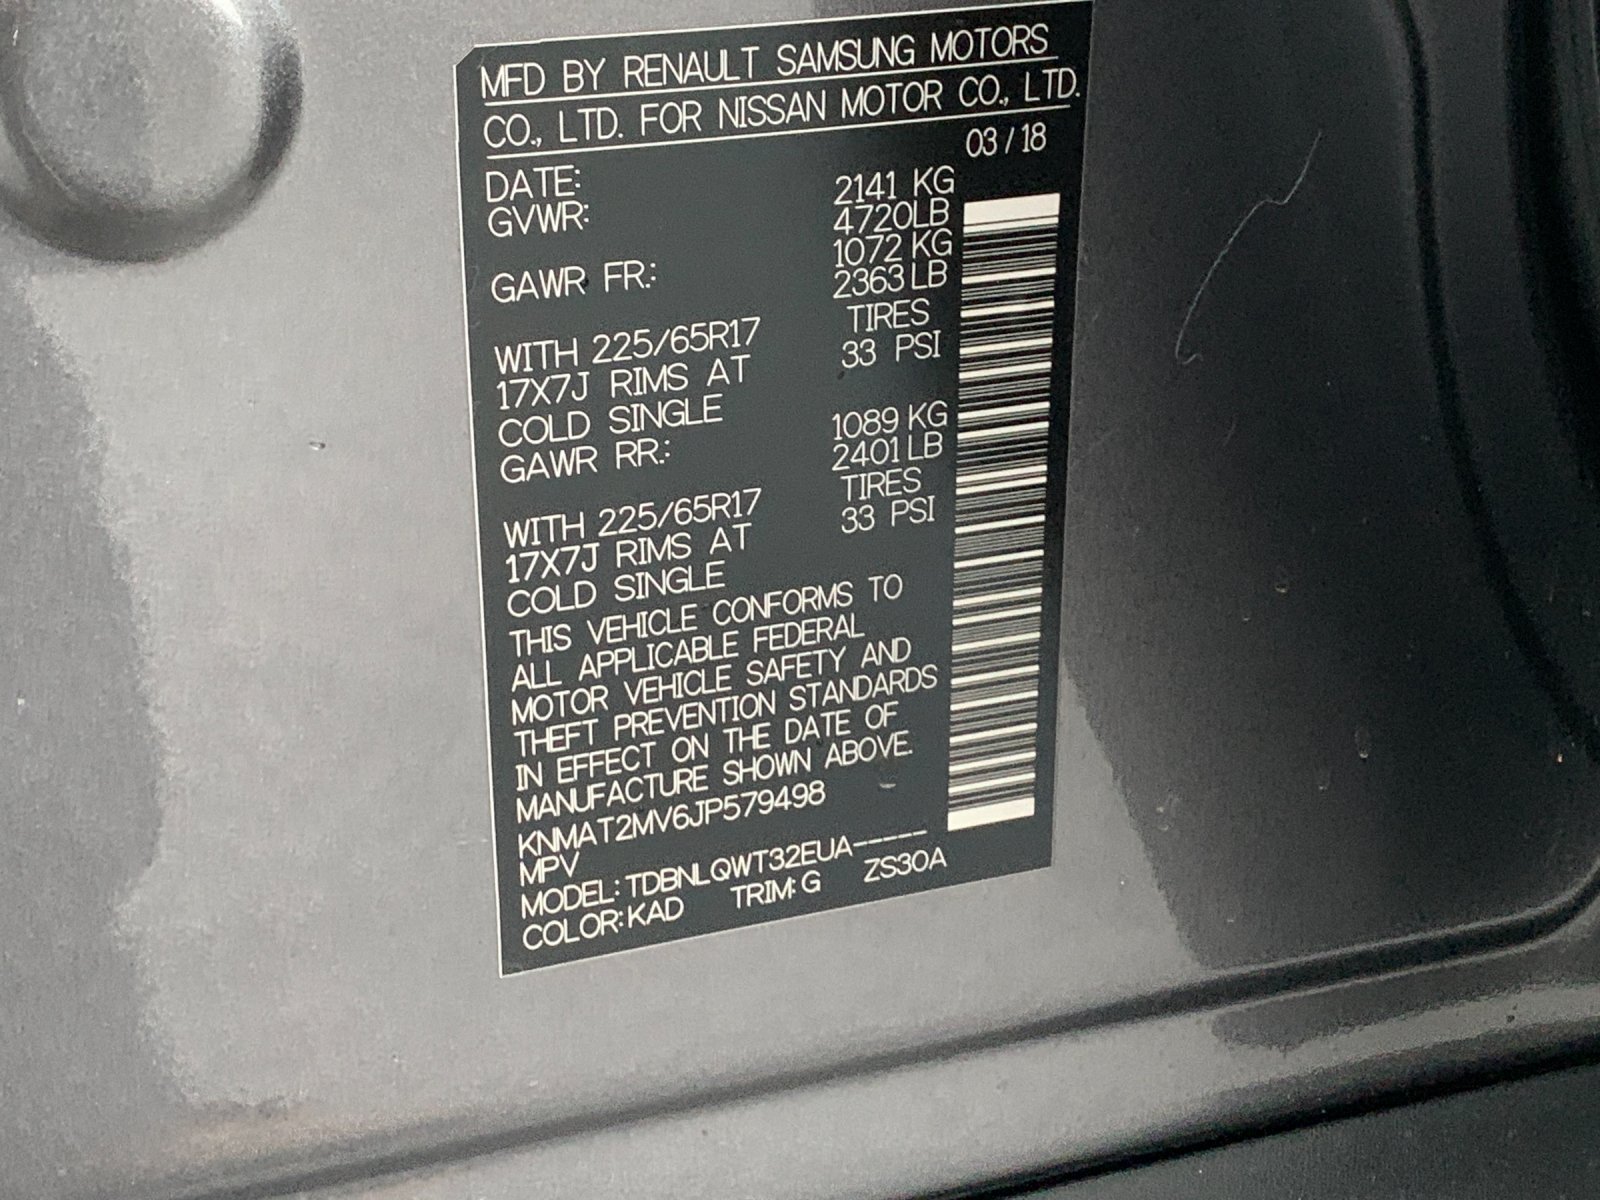 MFD BY RENAULT SAMSUNG MOTORS
CO., LTD. FOR NISSAN MOTOR CO., LTD.
DATE: 03 / 18
GVWR: 2141 KG
4720LB
GAWR FR.: 1072 KG
2363 LB
WITH 225/65R17 TIRES
17X7J RIMS AT 33 PSI
COLD SINGLE
GAWR RR.: 1089 KG
2401 LB
WITH 225/65R17 TIRES
17X7J RIMS AT 33 PSI
COLD SINGLE
THIS VEHICLE CONFORMS TO
ALL APPLICABLE FEDERAL
MOTOR VEHICLE SAFETY AND
THEFT PREVENTION STANDARDS
IN EFFECT ON THE DATE OF
MANUFACTURE SHOWN ABOVE.
KNMAT2MV6JP579498
MPV
MODEL: TDBNLQWT32EUA-----
COLOR:KAD TRIM:G ZS30A